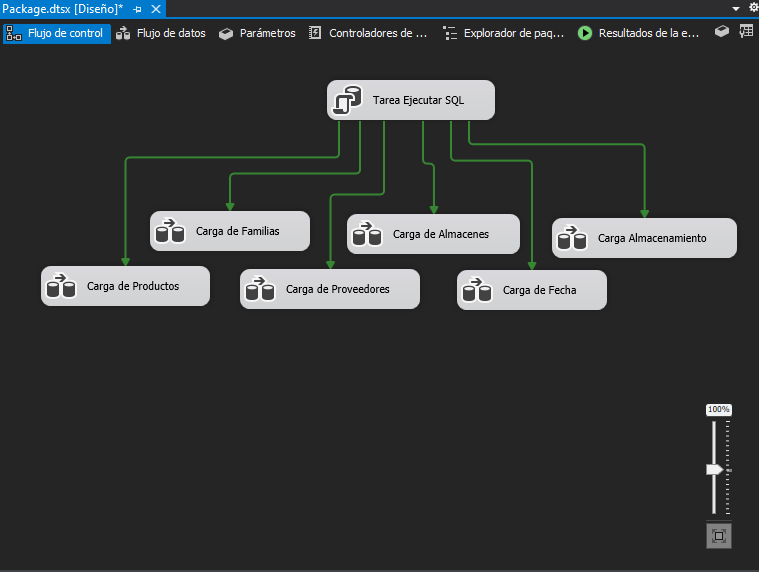 Package.dtsx [Diseño]*
Flujo de control
Flujo de datos
Parámetros
Controladores de ...
Explorador de paq...
Resultados de la e...
Tarea Ejecutar SQL
Carga de Familias
Carga de Almacenes
Carga Almacenamiento
Carga de Productos
Carga de Proveedores
Carga de Fecha
100%